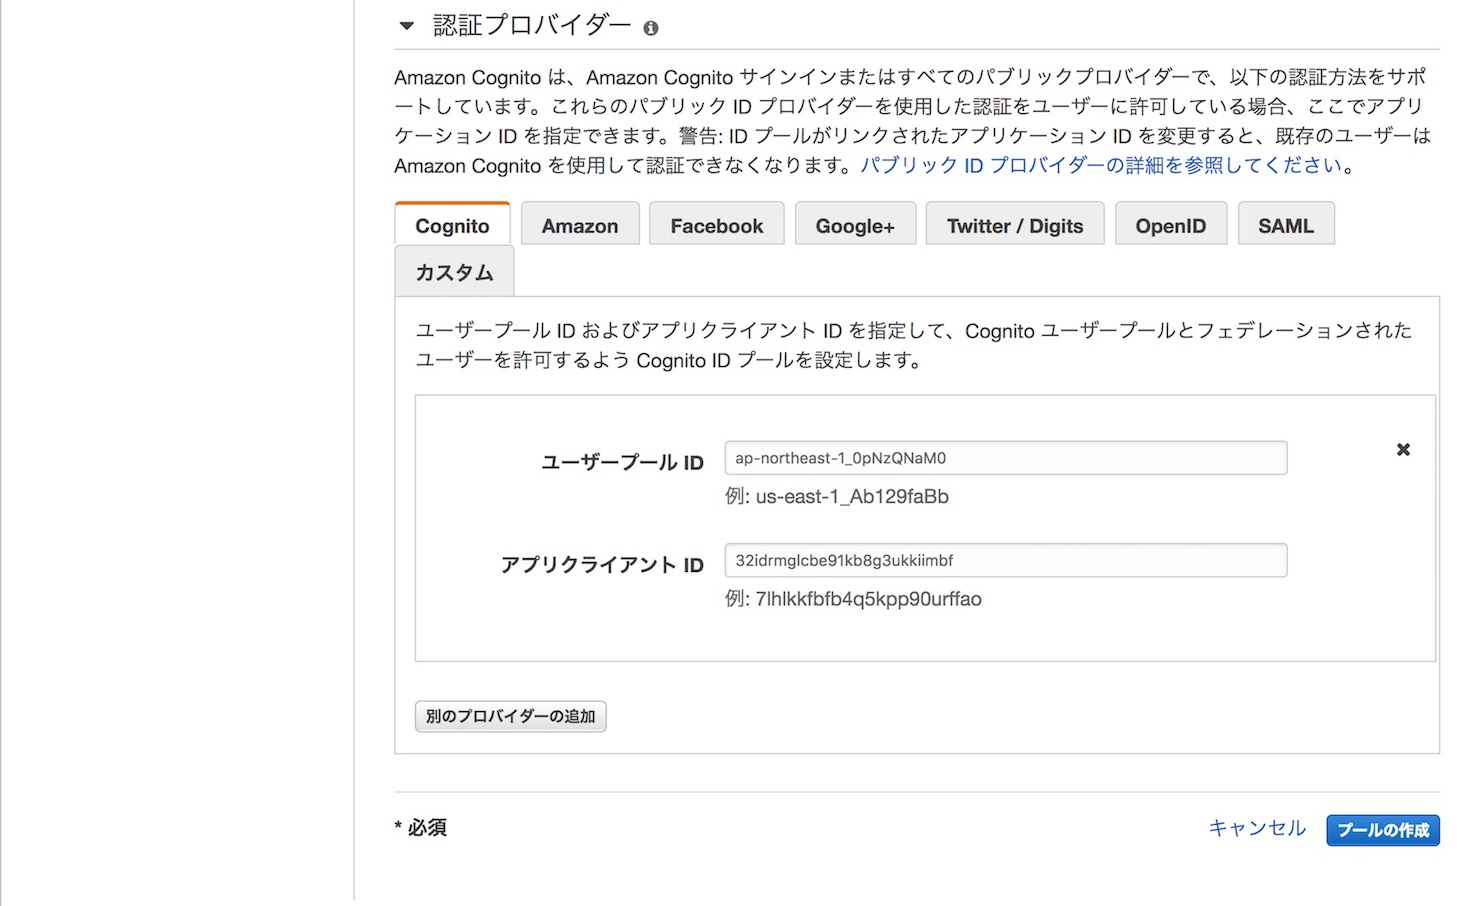 認証プロバイダー
Amazon Cognito は、Amazon Cognito サインインまたはすべてのパブリックプロバイダーで、以下の認証方法をサポ
ートしています。これらのパブリック ID プロバイダーを使用した認証をユーザーに許可している場合、ここでアプリ
ケーション ID を指定できます。警告: ID プールがリンクされたアプリケーション ID を変更すると、既存のユーザーは
Amazon Cognito を使用して認証できなくなります。パブリック ID プロバイダーの詳細を参照してください。
Cognito Amazon Facebook Google+ Twitter / Digits OpenID SAML
カスタム
ユーザープール ID およびアプリクライアント ID を指定して、Cognito ユーザープールとフェデレーションされた
ユーザーを許可するよう Cognito ID プールを設定します。
ユーザープール ID ap-northeast-1_0pNzQNaM0
例: us-east-1_Ab129faBb
アプリクライアント ID 32idrmglcbe91kb8g3ukkiimbf
例: 7lhlkkfbfb4q5kpp90urffao
別のプロバイダーの追加
* 必須 キャンセル プールの作成